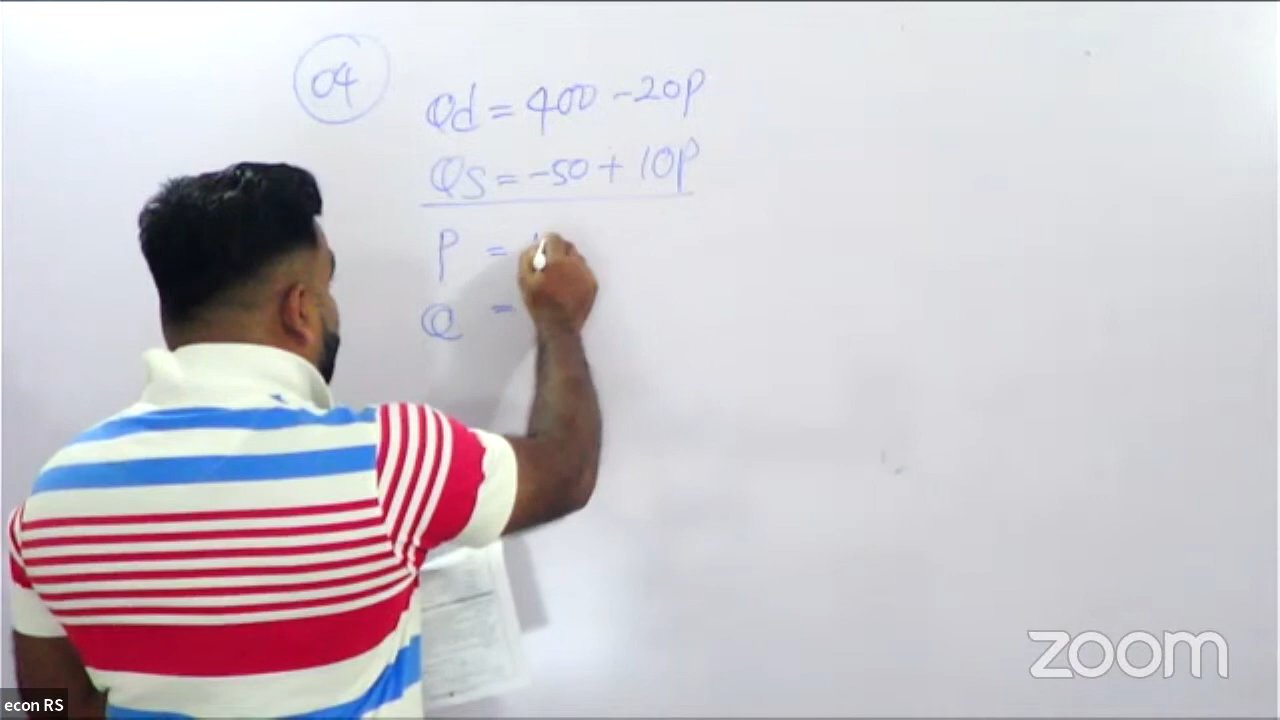 04
Qd = 400 - 20P
QS = -50 + 10P
P =
Q =
zoom
econ RS